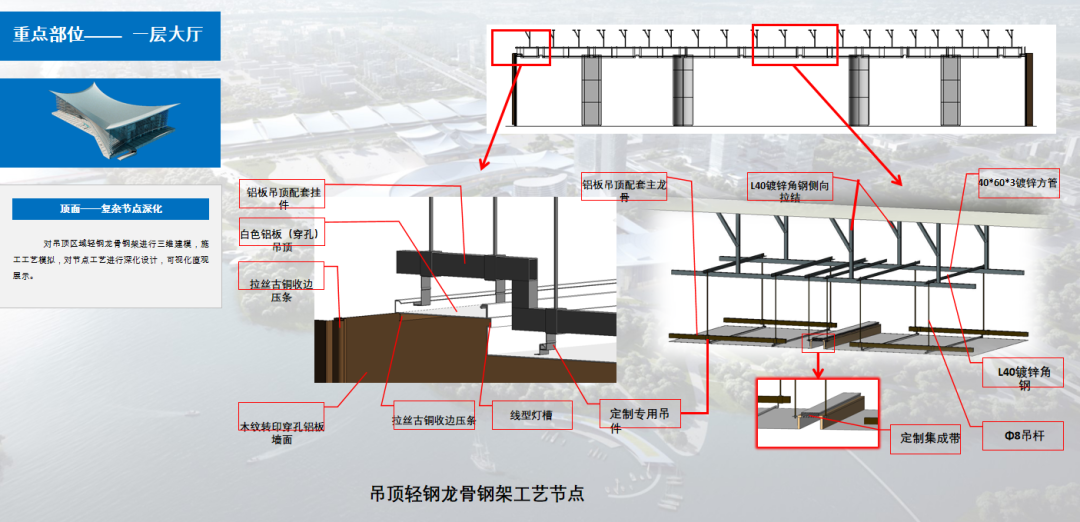 重点部位—— 一层大厅
顶面——复杂节点深化
对吊顶区域轻钢龙骨钢架进行三维建模，施
工工艺模拟，对节点工艺进行深化设计，可视化直观
展示。
铝板吊顶配套挂
件
白色铝板（穿孔）
吊顶
拉丝古铜收边
压条
木纹转印穿孔铝板
墙面
拉丝古铜收边压条
线型灯槽
定制专用吊
件
铝板吊顶配套主龙
骨
L40镀锌角钢侧向
拉结
40*60*3镀锌方管
L40镀锌角
钢
Φ8吊杆
定制集成带
吊顶轻钢龙骨钢架工艺节点